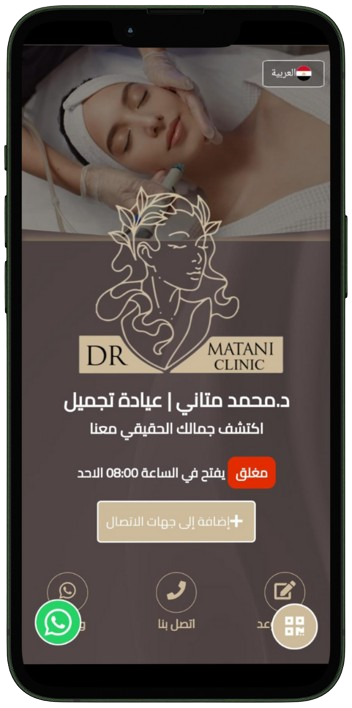 العربية
DR MATANI
CLINIC
د.محمد متاني | عيادة تجميل
اكتشف جمالك الحقيقي معنا
مغلق يفتح في الساعة 08:00 الاحد
إضافة إلى جهات الاتصال+
اتصل بنا